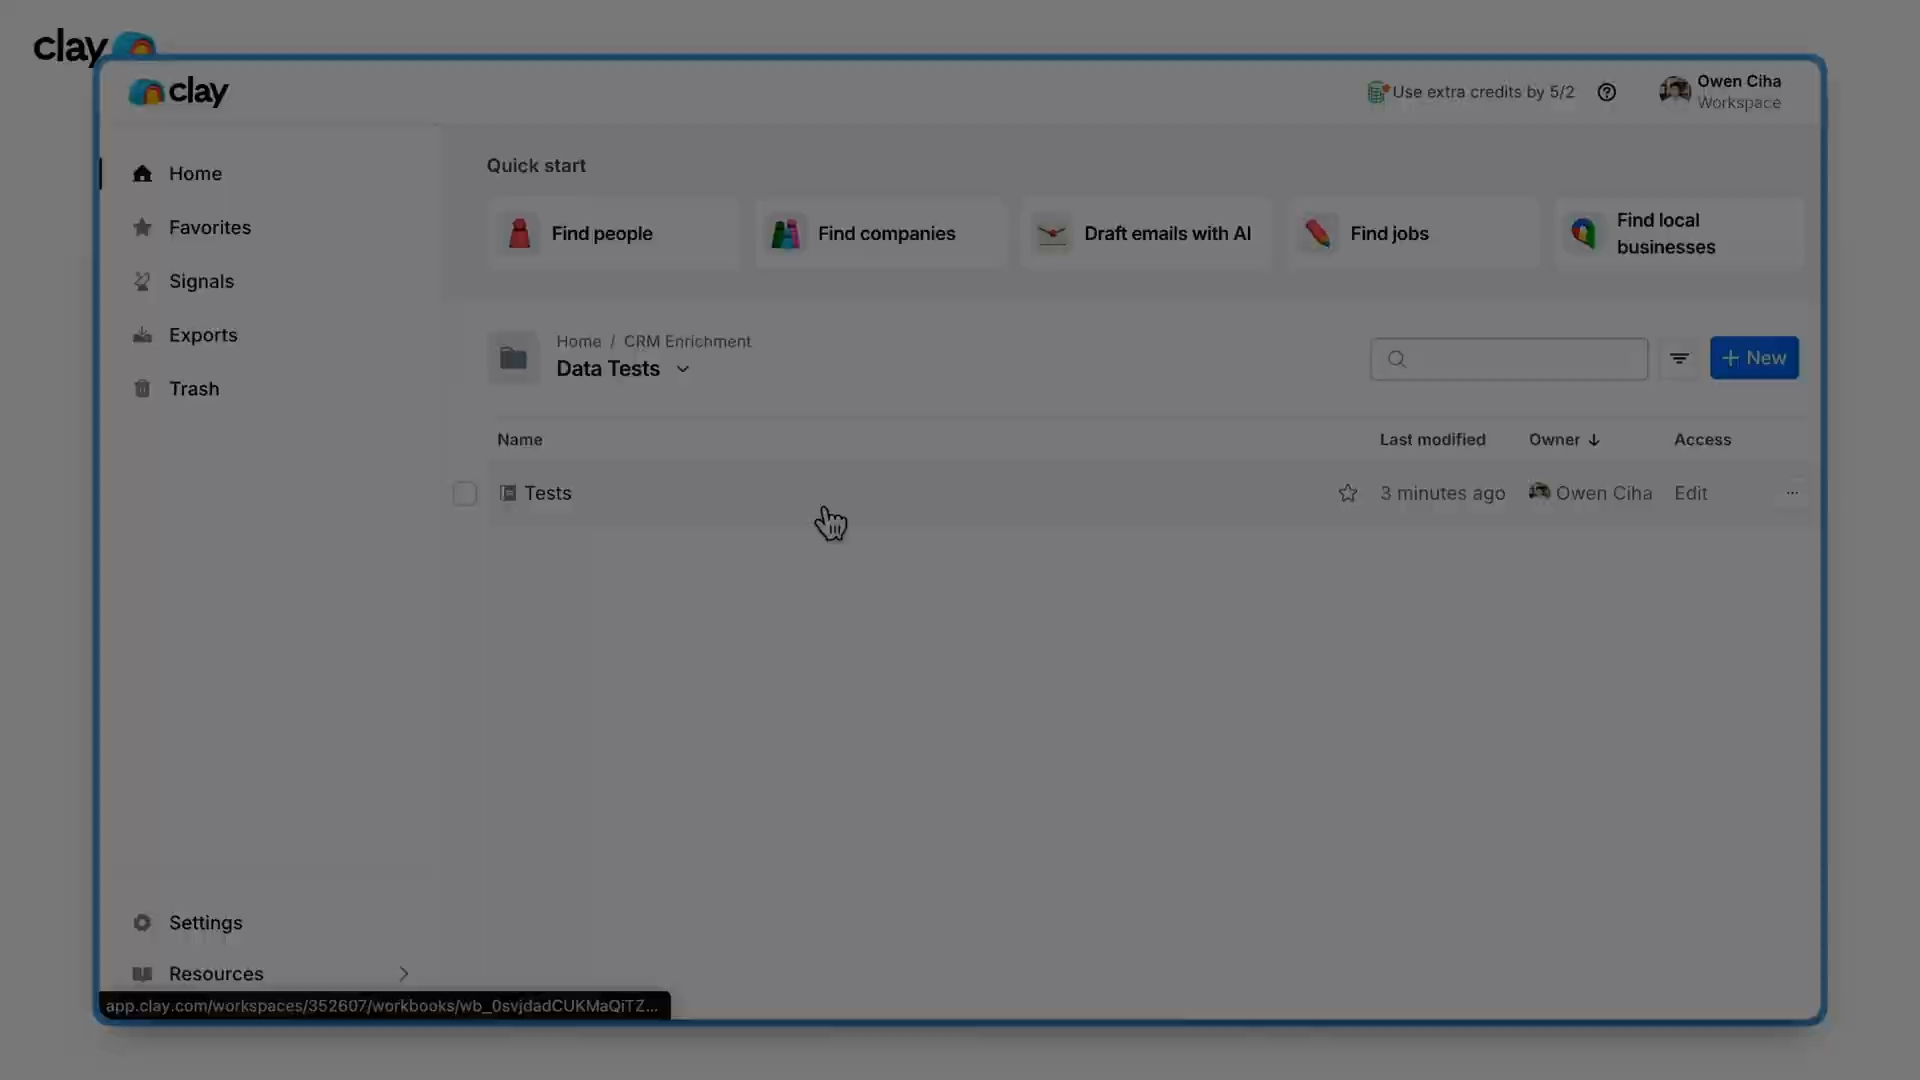 clay
clay
Use extra credits by 5/2
Owen Ciha
Workspace
Home
Favorites
Signals
Exports
Trash
Settings
Resources
Quick start
Find people
Find companies
Draft emails with AI
Find jobs
Find local
businesses
Home / CRM Enrichment
Data Tests
+ New
Name
Last modified
Owner ↓
Access
Tests
3 minutes ago
Owen Ciha
Edit
app.clay.com/workspaces/352607/workbooks/wb_0svjdadCUKMaQiTZ...